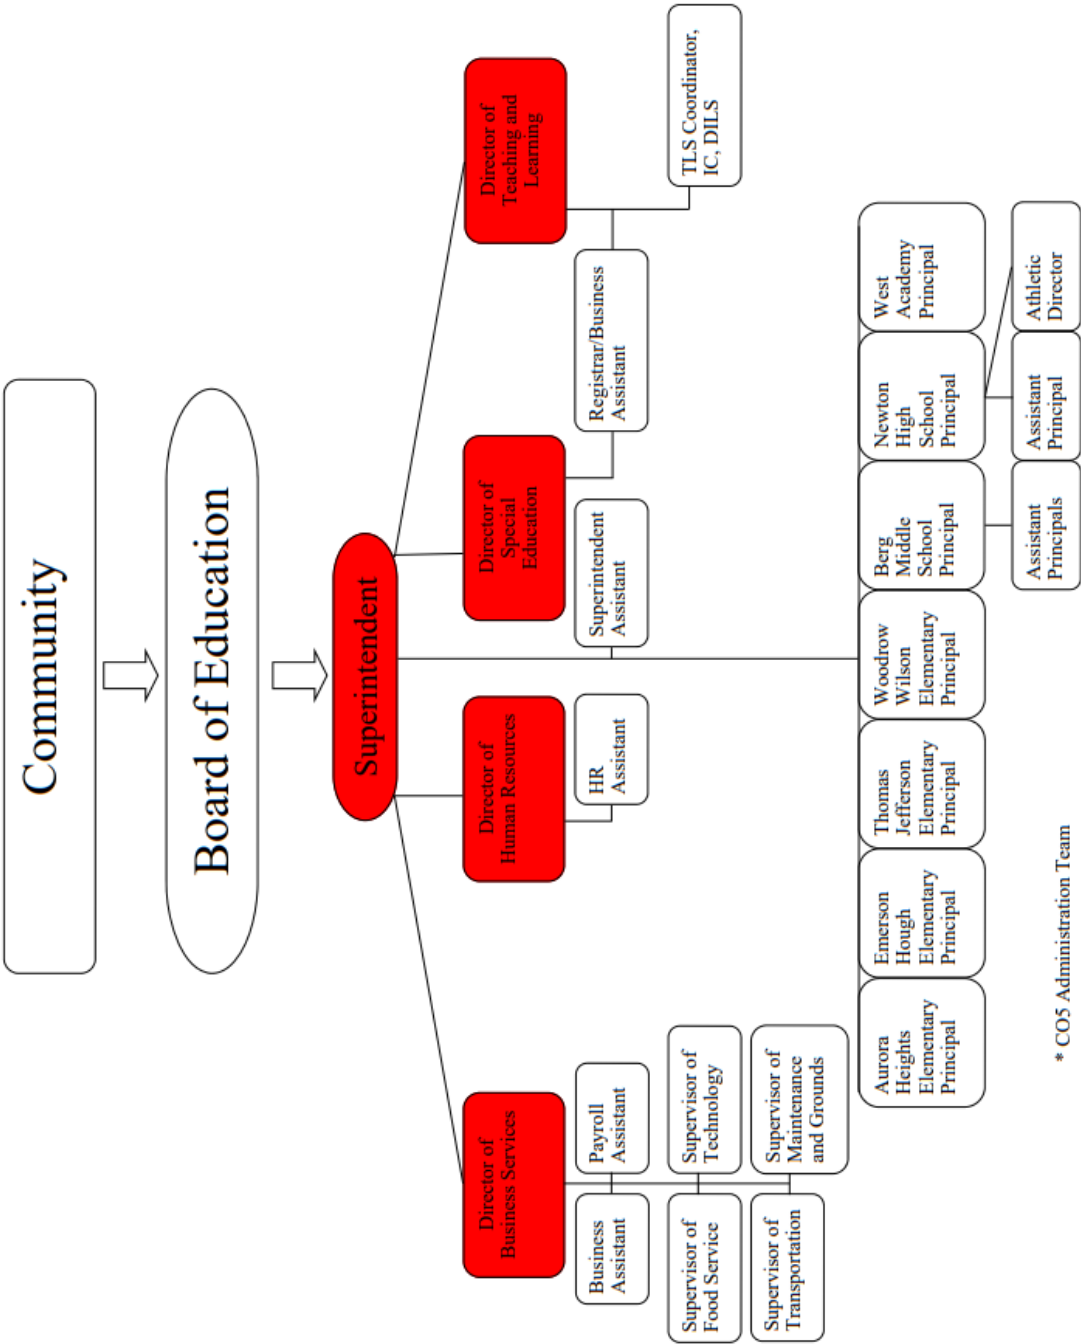 Community
Board of Education
Superintendent
Director of
Business Services
Director of
Human Resources
Director of
Special
Education
Director of
Teaching and
Learning
Business
Assistant
Payroll
Assistant
HR
Assistant
Superintendent
Assistant
Registrar/Business
Assistant
TLS Coordinator,
IC, DILS
Supervisor of
Food Service
Supervisor of
Technology
Supervisor of
Transportation
Supervisor of
Maintenance
and Grounds
Aurora
Heights
Elementary
Principal
Emerson
Hough
Elementary
Principal
Thomas
Jefferson
Elementary
Principal
Woodrow
Wilson
Elementary
Principal
Berg
Middle
School
Principal
Newton
High
School
Principal
West
Academy
Principal
Assistant
Principals
Assistant
Principal
Athletic
Director
* CO5 Administration Team